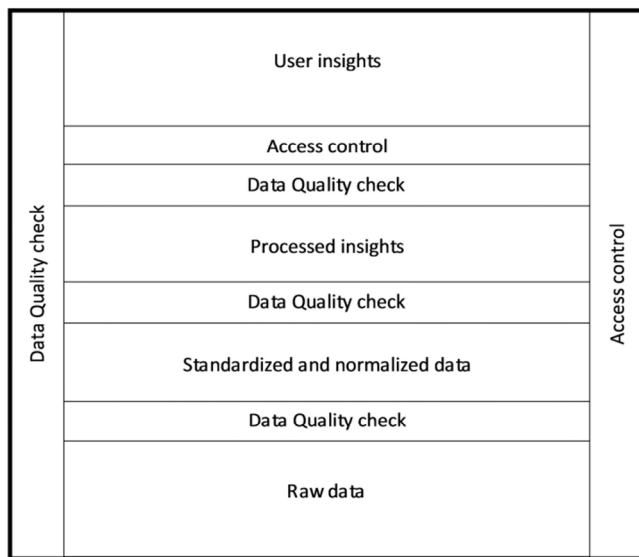 Data Quality check
User insights
Access control
Data Quality check
Processed insights
Data Quality check
Standardized and normalized data
Data Quality check
Raw data
Access control